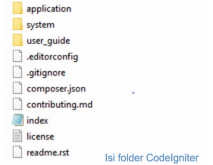 application
system
user_guide
.editorconfig
.gitignore
composer.json
contributing.md
index
license
readme.rst
Isi folder CodeIgniter